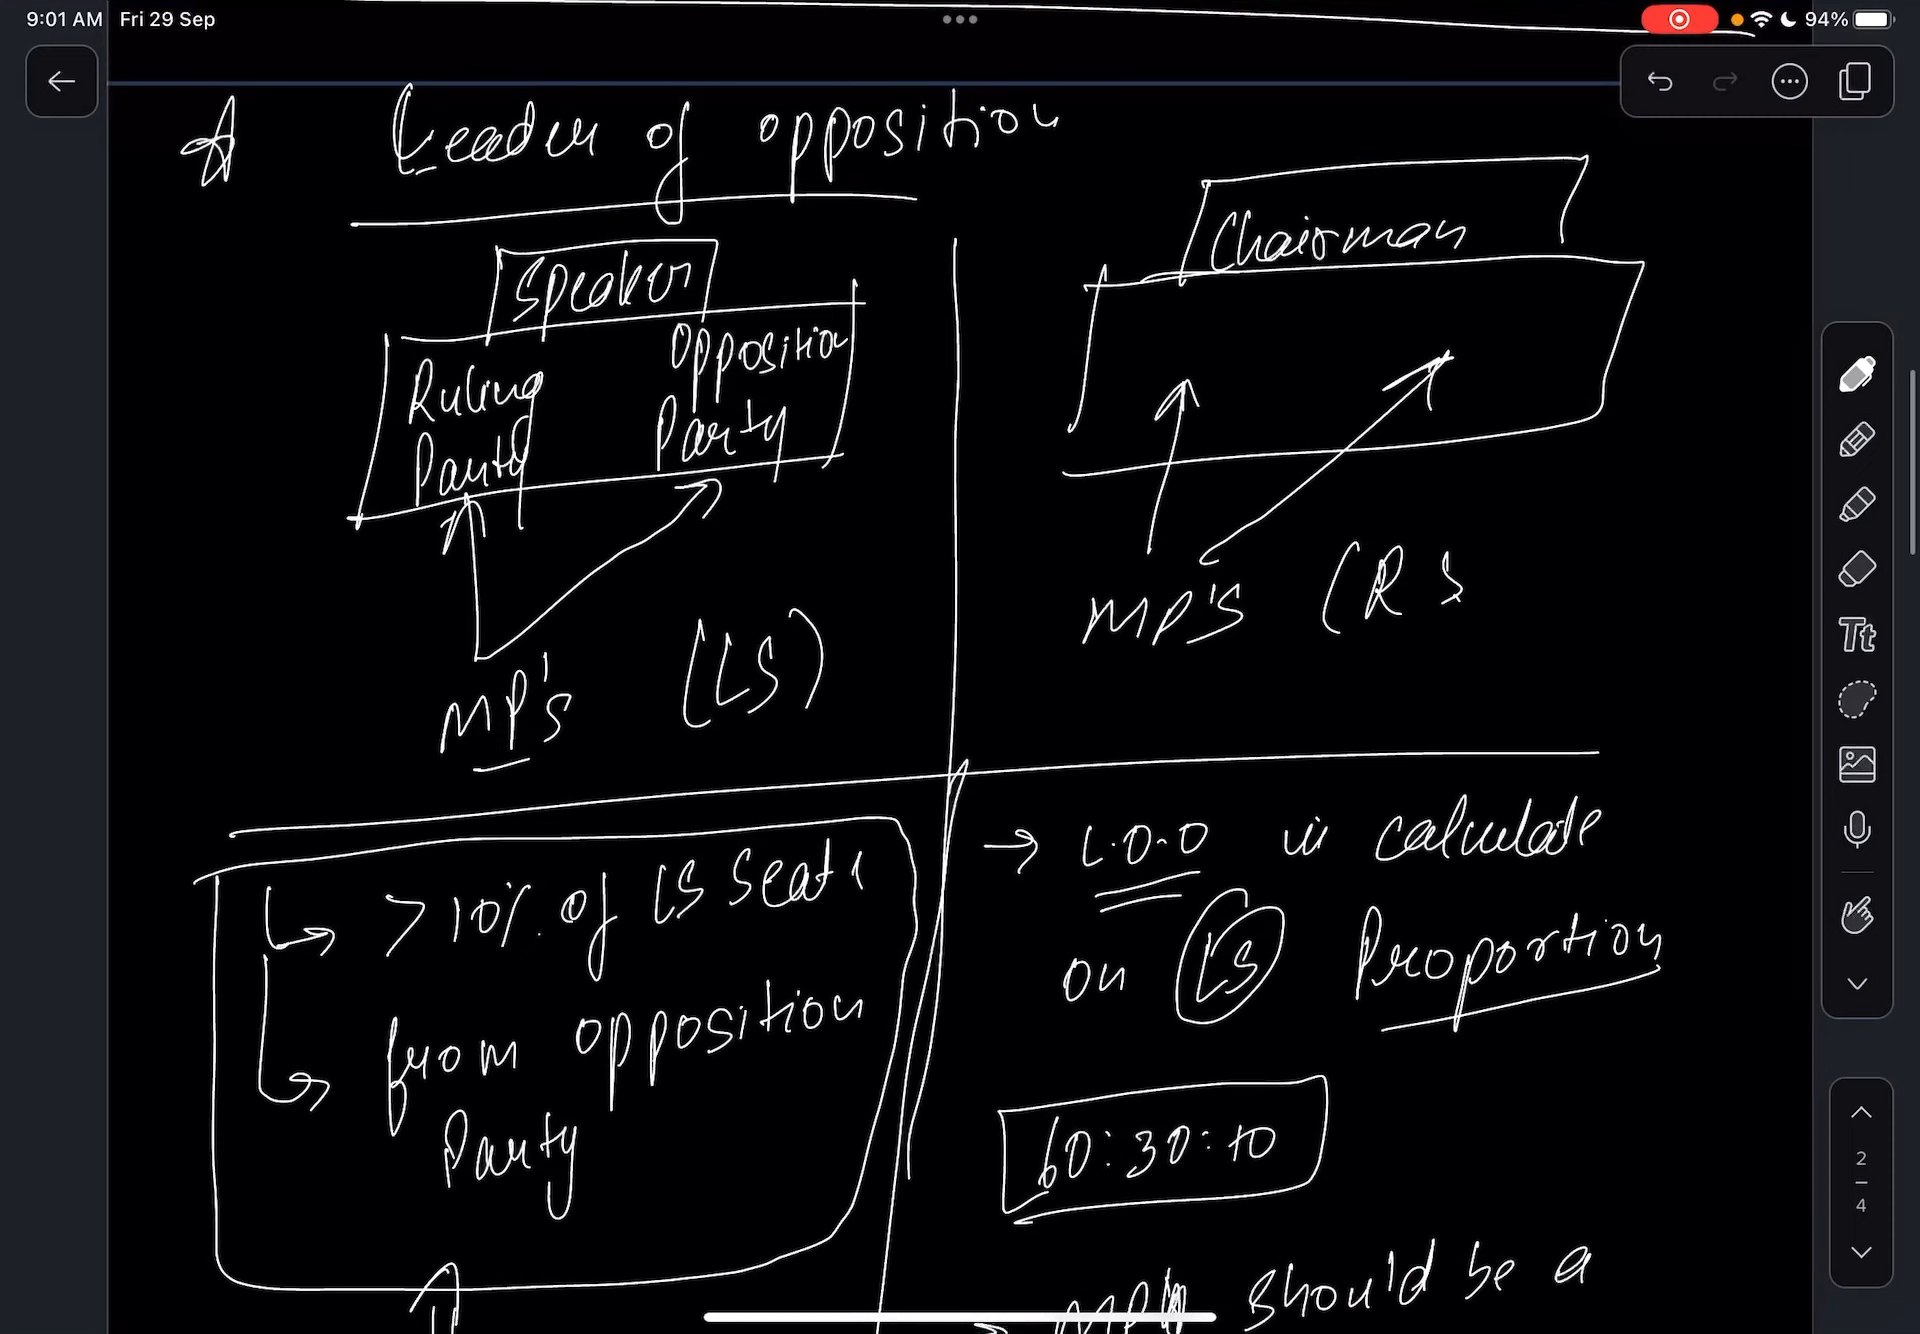 9:01 AM Fri 29 Sep
94%
Leader of opposition
Speaker
Ruling
Party
Opposition
Party
MP's (LS)
Chairman
MP'S (RS
>10% of LS Seats
from opposition
Party
→ L.O.O is calculate
on LS Proportion
60:30:10
should be a
Tt
2
4